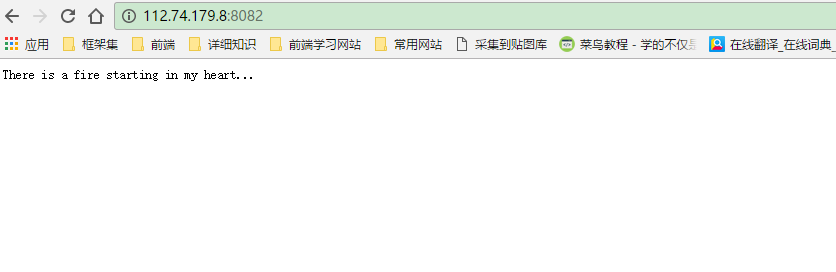 112.74.179.8:8082
应用 框架集 前端 详细知识 前端学习网站 常用网站 采集到贴图库 菜鸟教程 - 学的不仅 在线翻译_在线词典_
There is a fire starting in my heart...